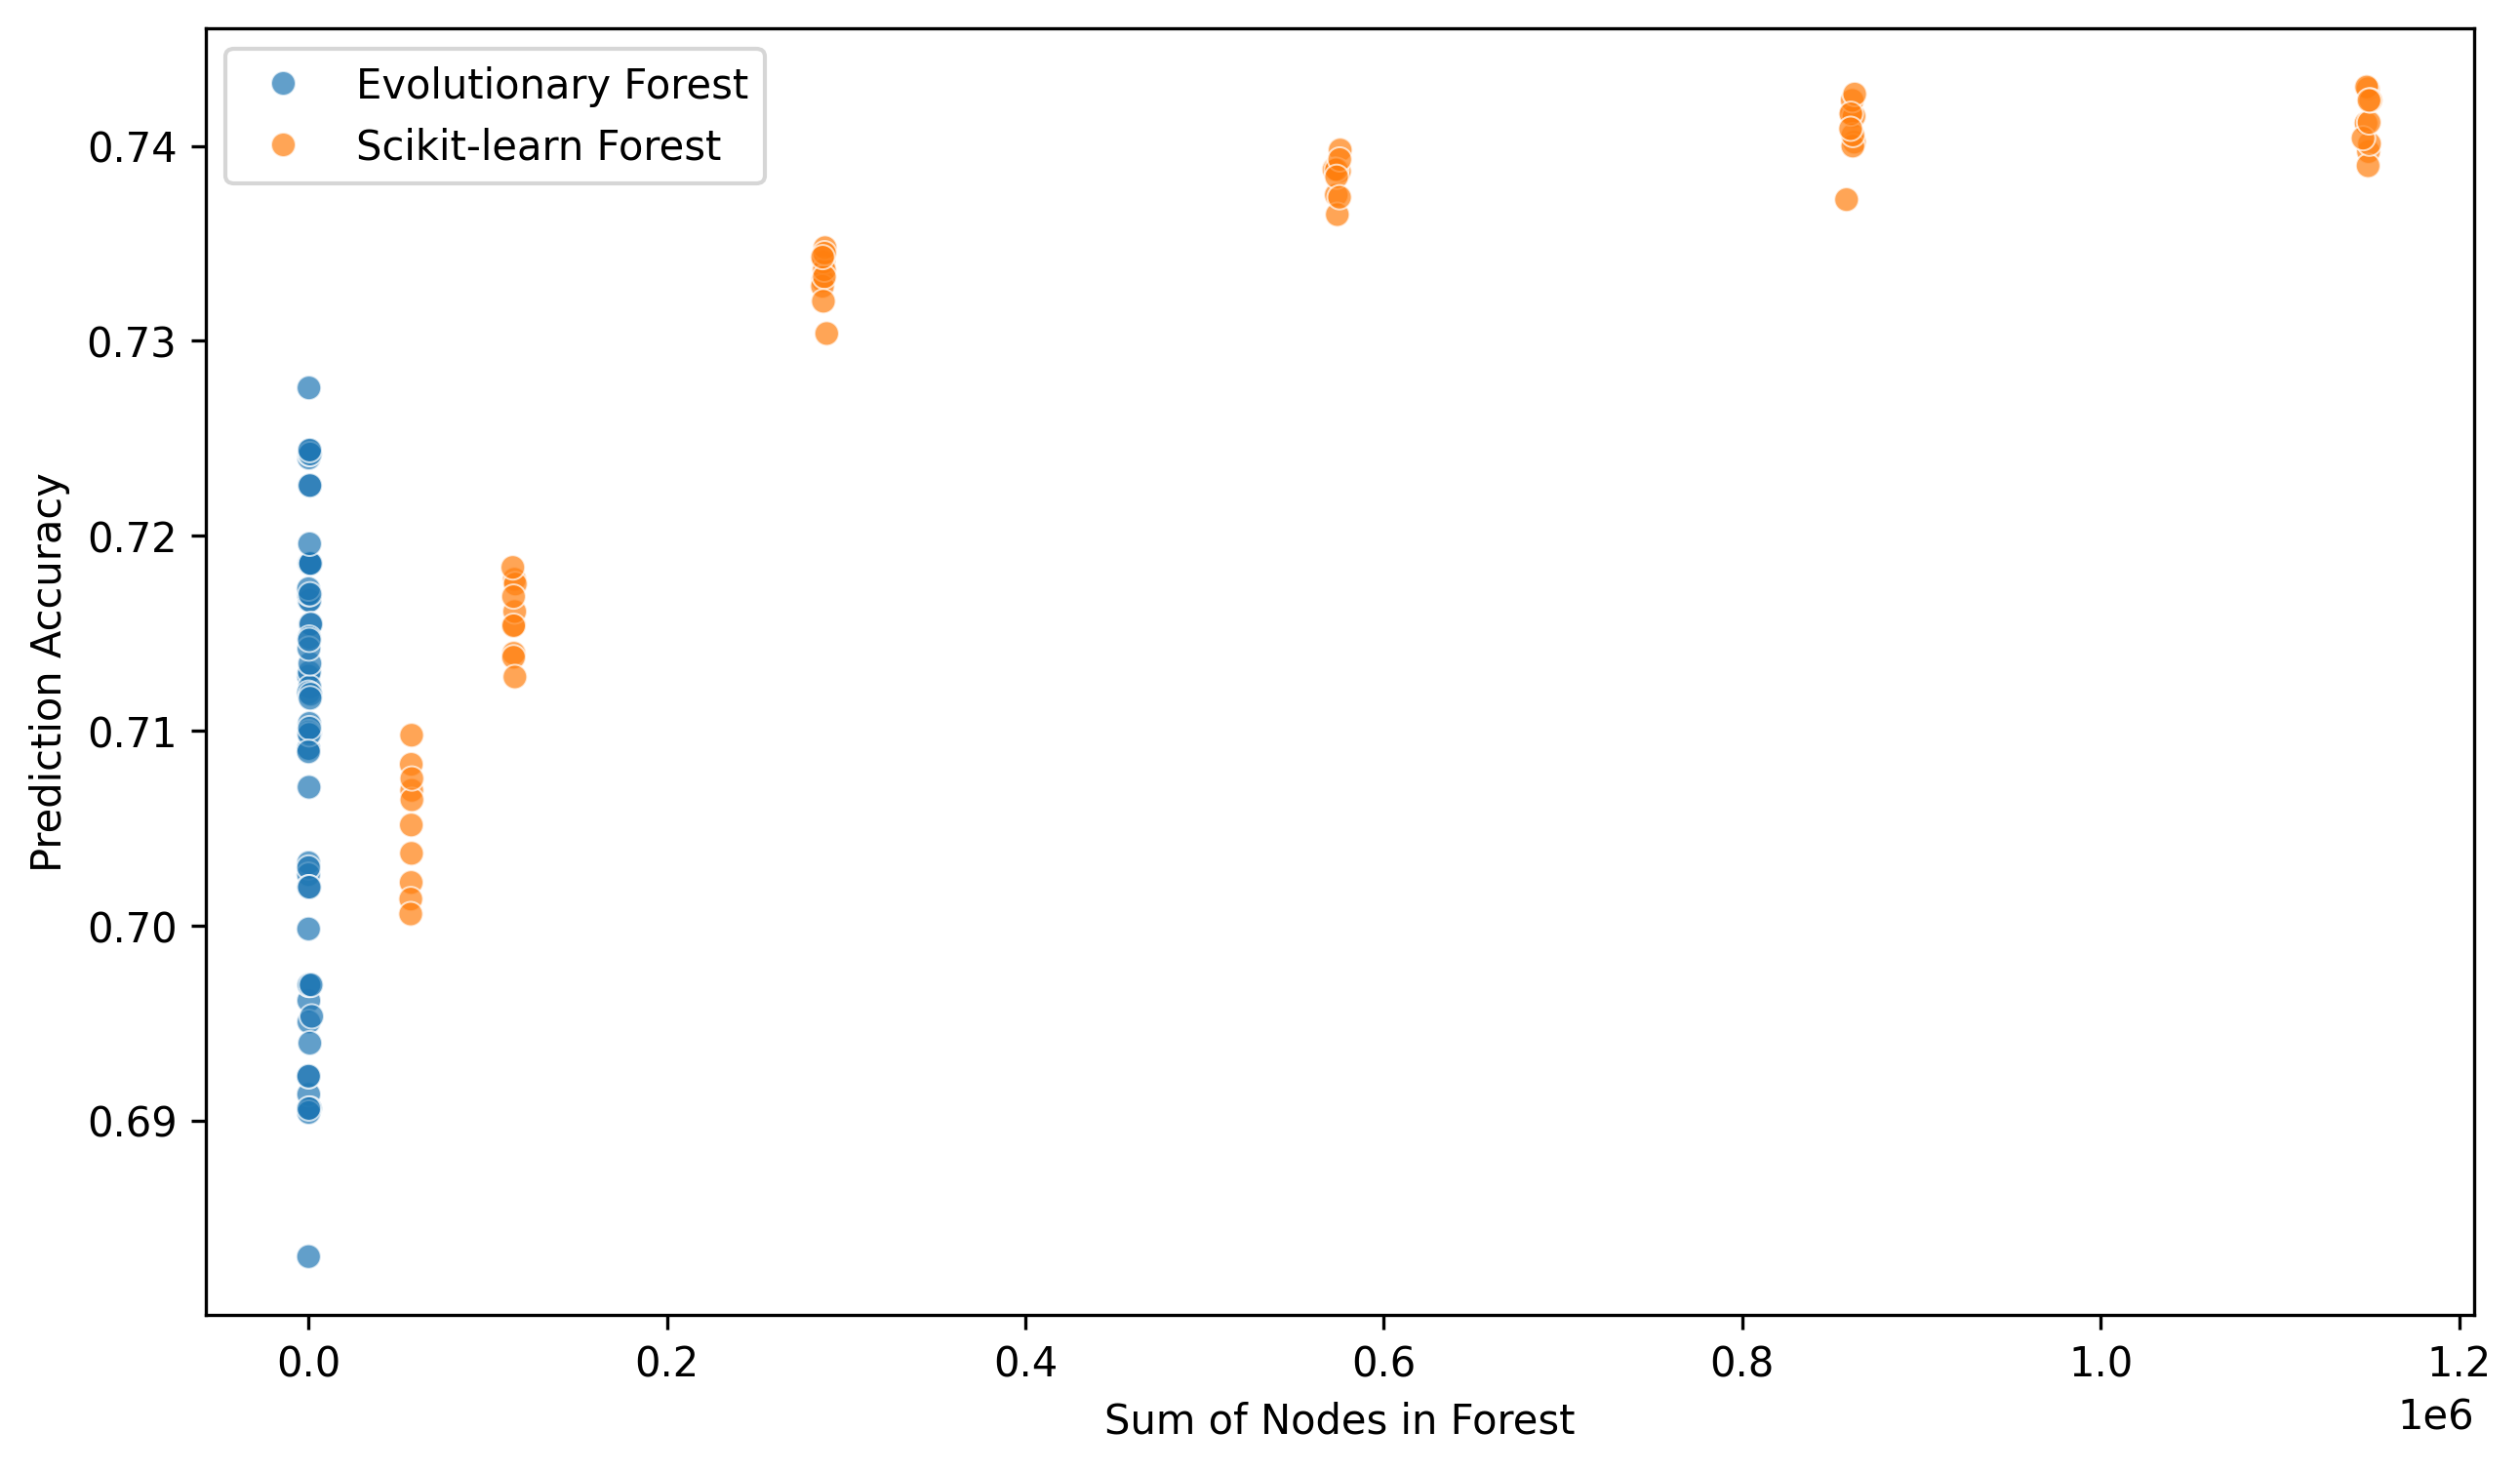 Evolutionary Forest
Scikit-learn Forest
0.74
0.73
0.72
0.71
0.70
0.69
Prediction Accuracy
0.0 0.2 0.4 0.6 0.8 1.0 1.2
1e6
Sum of Nodes in Forest